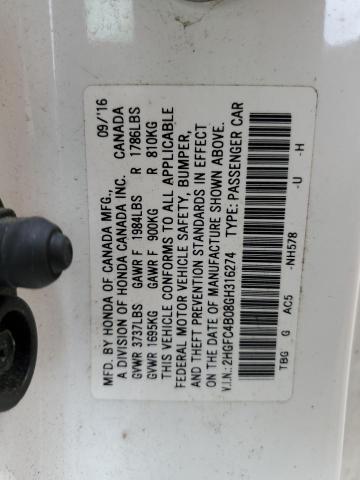 MFD. BY HONDA OF CANADA MFG., 09/'16
A DIVISION OF HONDA CANADA INC. CANADA
GVWR 3737LBS GAWR F 1984LBS R 1786LBS
GVWR 1695KG GAWR F 900KG R 810KG
THIS VEHICLE CONFORMS TO ALL APPLICABLE
FEDERAL MOTOR VEHICLE SAFETY, BUMPER,
AND THEFT PREVENTION STANDARDS IN EFFECT
ON THE DATE OF MANUFACTURE SHOWN ABOVE.
V.I.N.: 2HGFC4B08GH316274 TYPE: PASSENGER CAR
TBG G AC5 -NH578 -U -H